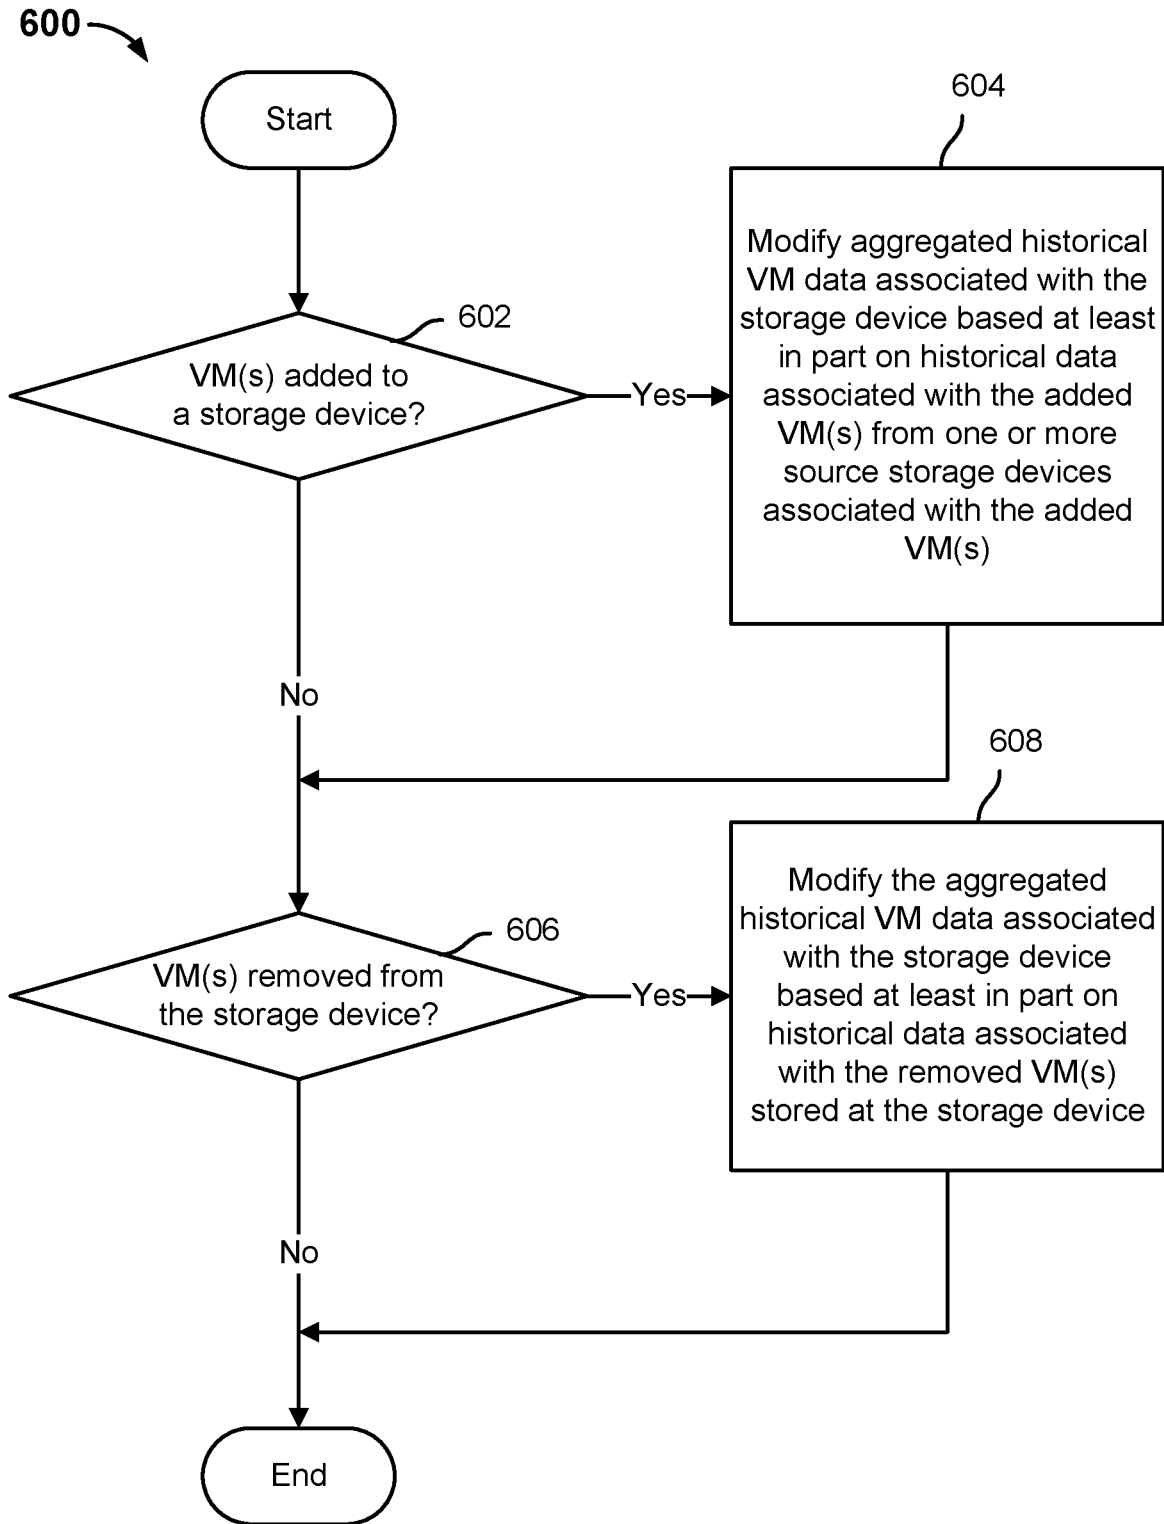 600
Start
604
Modify aggregated historical
VM data associated with the
storage device based at least
in part on historical data
associated with the added
VM(s) from one or more
source storage devices
associated with the added
VM(s)
602
VM(s) added to
a storage device?
Yes
No
608
Modify the aggregated
historical VM data associated
with the storage device
based at least in part on
historical data associated
with the removed VM(s)
stored at the storage device
606
VM(s) removed from
the storage device?
Yes
No
End